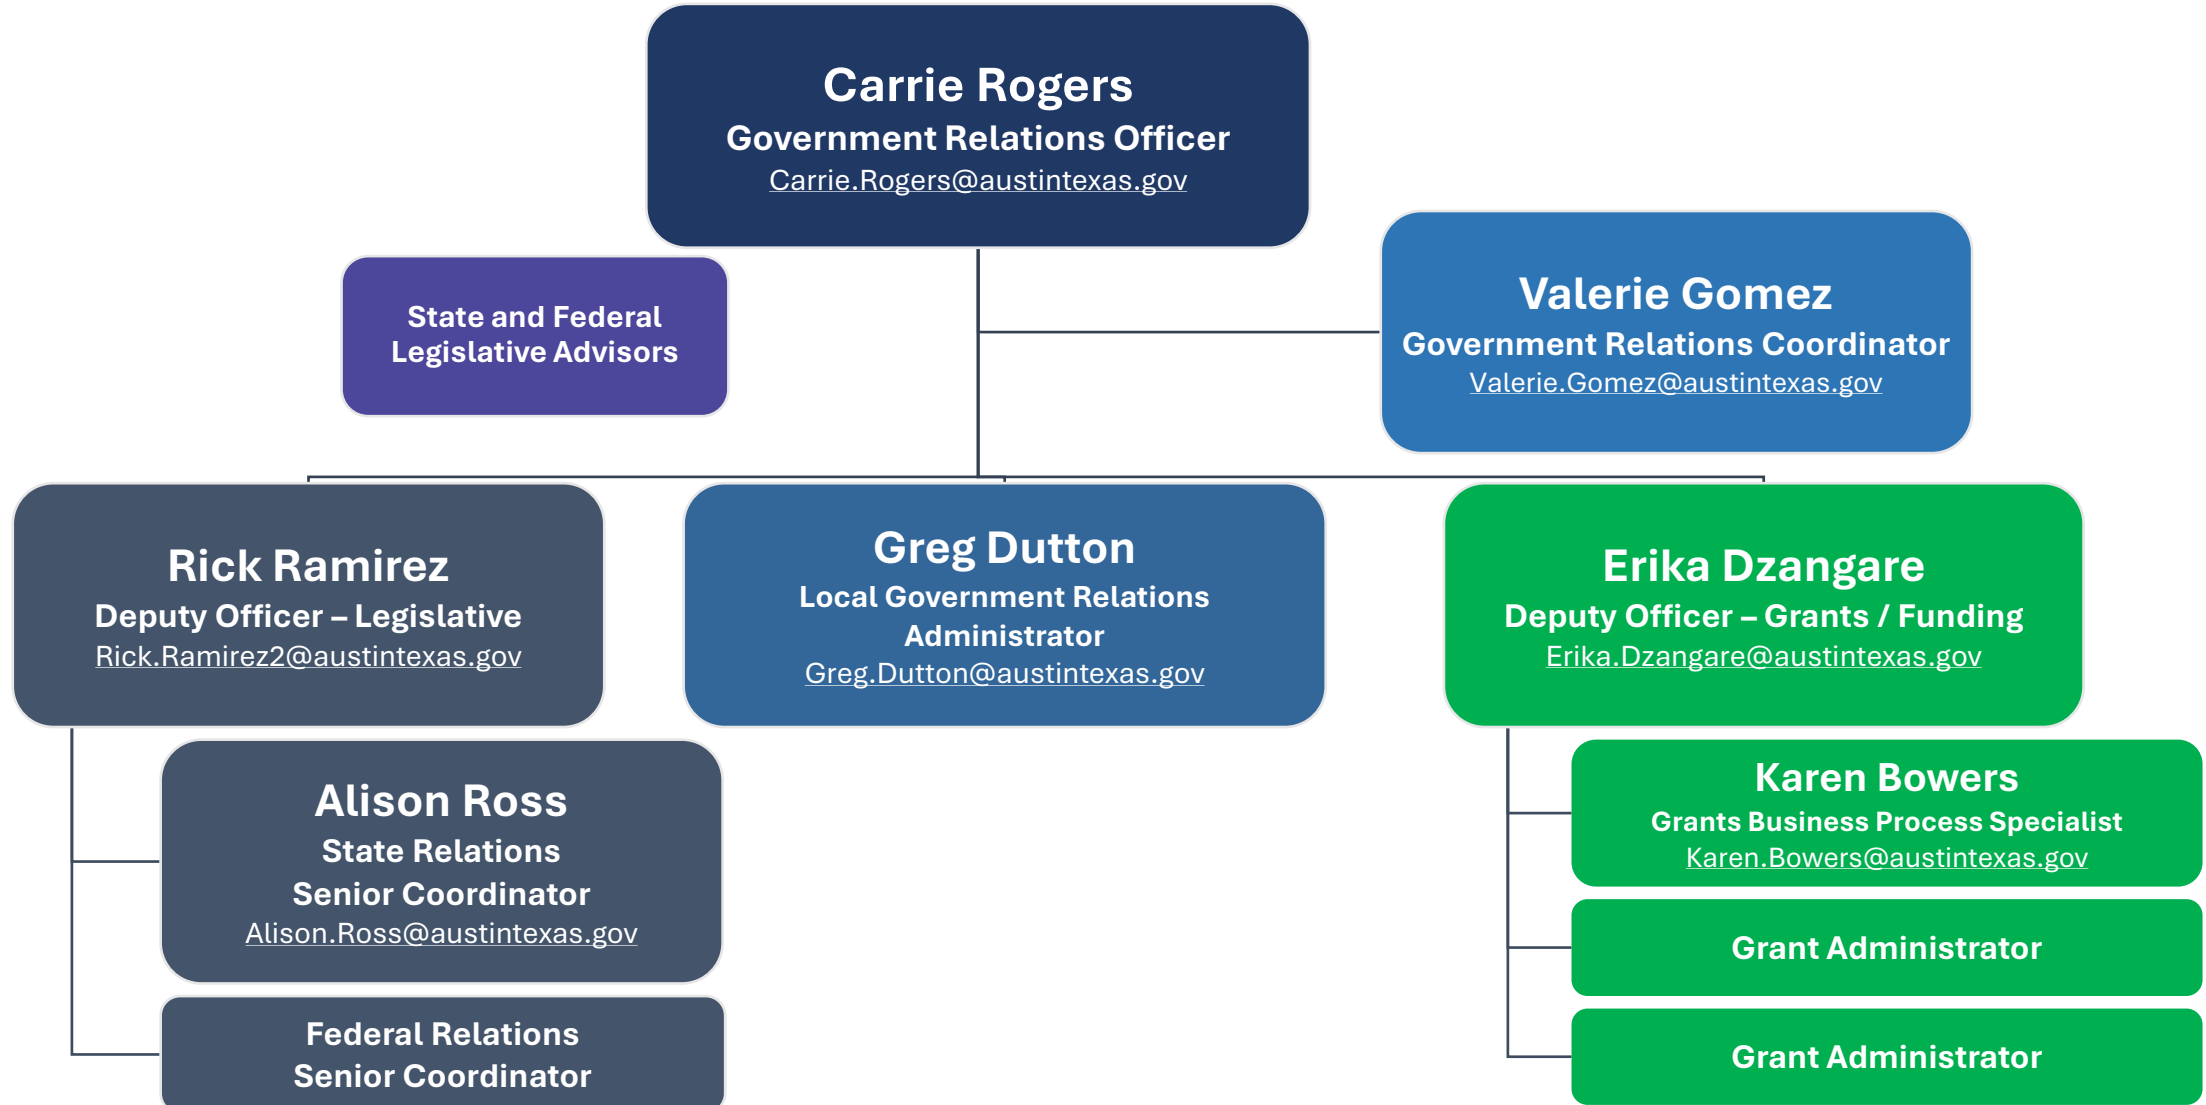 Carrie Rogers
Government Relations Officer
Carrie.Rogers@austintexas.gov
State and Federal
Legislative Advisors
Valerie Gomez
Government Relations Coordinator
Valerie.Gomez@austintexas.gov
Rick Ramirez
Deputy Officer – Legislative
Rick.Ramirez2@austintexas.gov
Greg Dutton
Local Government Relations
Administrator
Greg.Dutton@austintexas.gov
Erika Dzangare
Deputy Officer – Grants / Funding
Erika.Dzangare@austintexas.gov
Alison Ross
State Relations
Senior Coordinator
Alison.Ross@austintexas.gov
Federal Relations
Senior Coordinator
Karen Bowers
Grants Business Process Specialist
Karen.Bowers@austintexas.gov
Grant Administrator
Grant Administrator